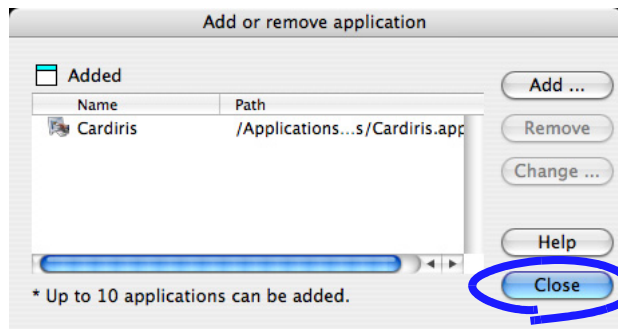 Add or remove application
Added
Name Path
Cardiris /Applications...s/Cardiris.app
* Up to 10 applications can be added.
Add ...
Remove
Change ...
Help
Close